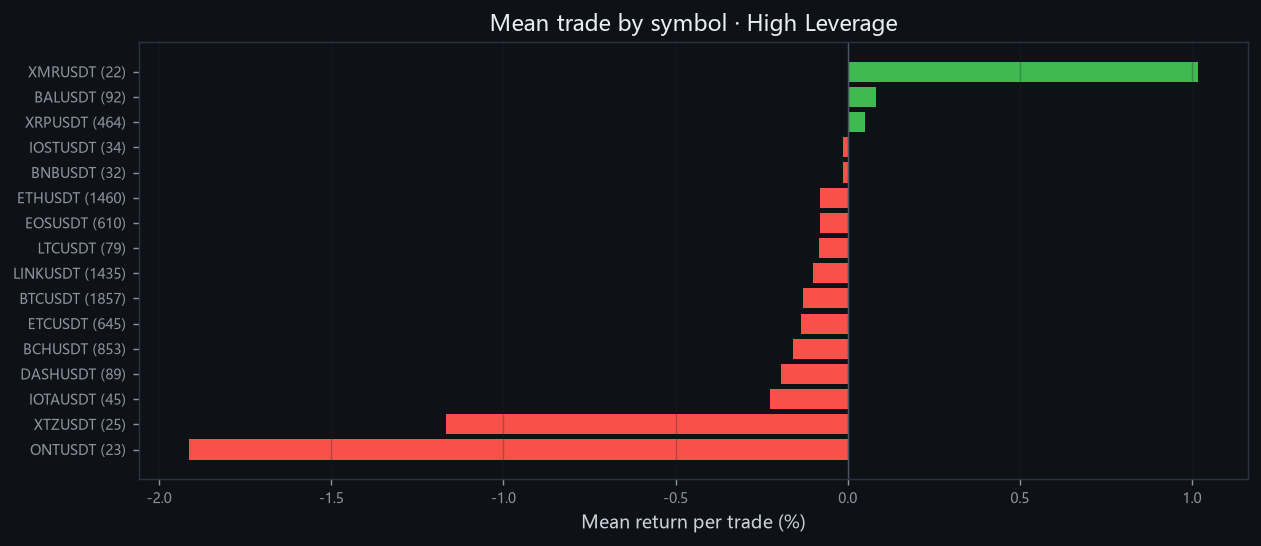 Mean trade by symbol · High Leverage
XMRUSDT (22)
BALUSDT (92)
XRPUSDT (464)
IOSTUSDT (34)
BNBUSDT (32)
ETHUSDT (1460)
EOSUSDT (610)
LTCUSDT (79)
LINKUSDT (1435)
BTCUSDT (1857)
ETCUSDT (645)
BCHUSDT (853)
DASHUSDT (89)
IOTAUSDT (45)
XTZUSDT (25)
ONTUSDT (23)
-2.0 -1.5 -1.0 -0.5 0.0 0.5 1.0
Mean return per trade (%)